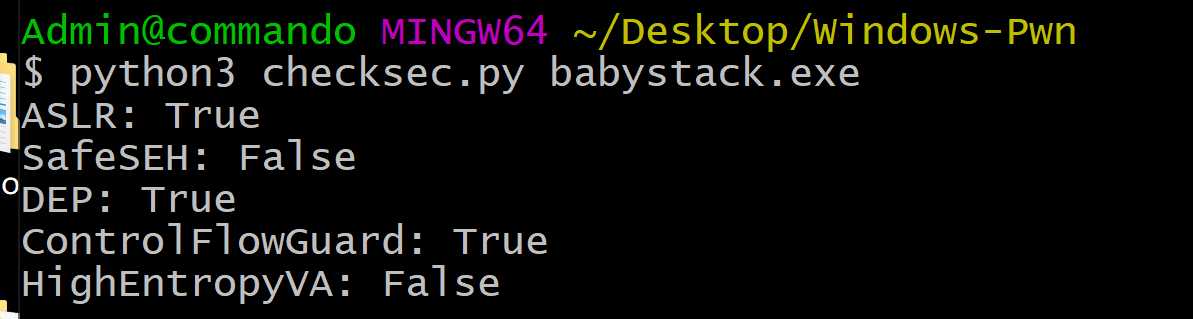 Admin@commando MINGW64 ~/Desktop/Windows-Pwn
$ python3 checksec.py babystack.exe
ASLR: True
SafeSEH: False
o
DEP: True
ControlFlowGuard: True
HighEntropyVA: False